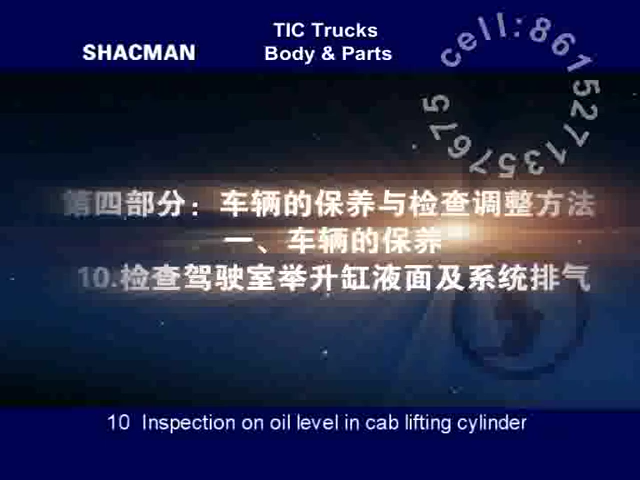 TIC Trucks
SHACMAN
Body & Parts
cell:8615271357675
第四部分：车辆的保养与检查调整方法
一、车辆的保养
10.检查驾驶室举升缸液面及系统排气
10 Inspection on oil level in cab lifting cylinder